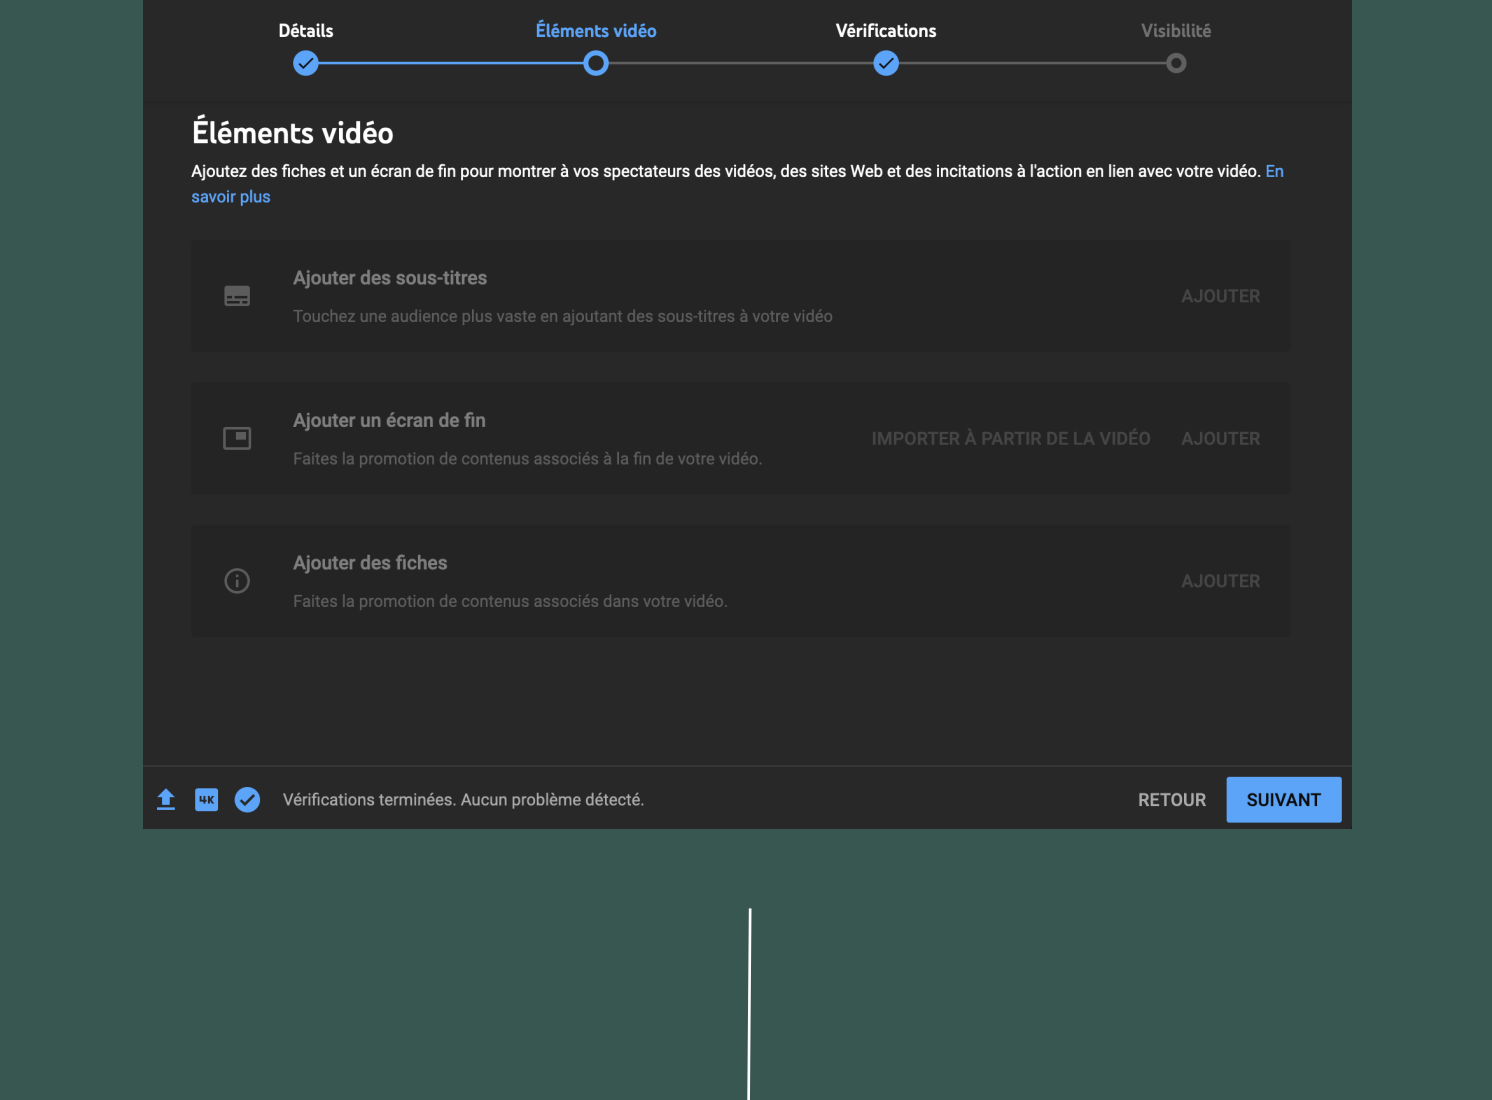 Détails
Éléments vidéo
Vérifications
Visibilité
Éléments vidéo
Ajoutez des fiches et un écran de fin pour montrer à vos spectateurs des vidéos, des sites Web et des incitations à l'action en lien avec votre vidéo. En
savoir plus
Ajouter des sous-titres
Touchez une audience plus vaste en ajoutant des sous-titres à votre vidéo
AJOUTER
Ajouter un écran de fin
Faites la promotion de contenus associés à la fin de votre vidéo.
IMPORTER À PARTIR DE LA VIDÉO
AJOUTER
Ajouter des fiches
Faites la promotion de contenus associés dans votre vidéo.
AJOUTER
4K
Vérifications terminées. Aucun problème détecté.
RETOUR
SUIVANT